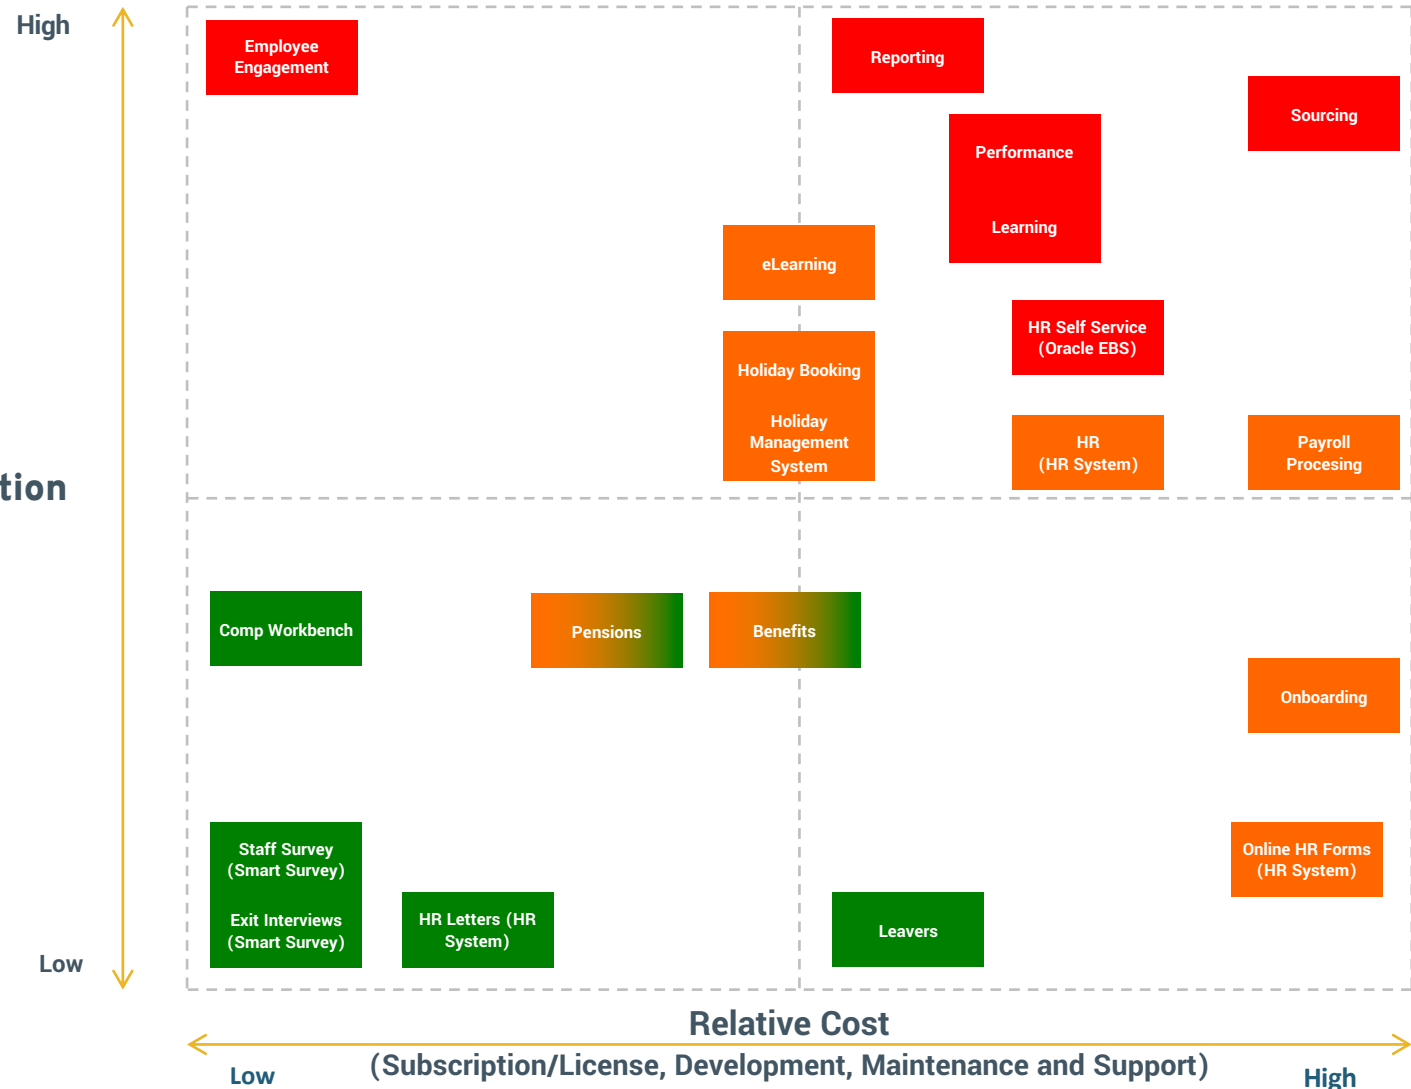 High
Employee
Engagement
Reporting
Sourcing
Performance
Learning
eLearning
HR Self Service
(Oracle EBS)
Holiday Booking
Holiday
Management
System
HR
(HR System)
Payroll
Procesing
tion
Comp Workbench
Pensions
Benefits
Onboarding
Staff Survey
(Smart Survey)
Exit Interviews
(Smart Survey)
HR Letters (HR
System)
Leavers
Online HR Forms
(HR System)
Low
Relative Cost
(Subscription/License, Development, Maintenance and Support)
Low
High